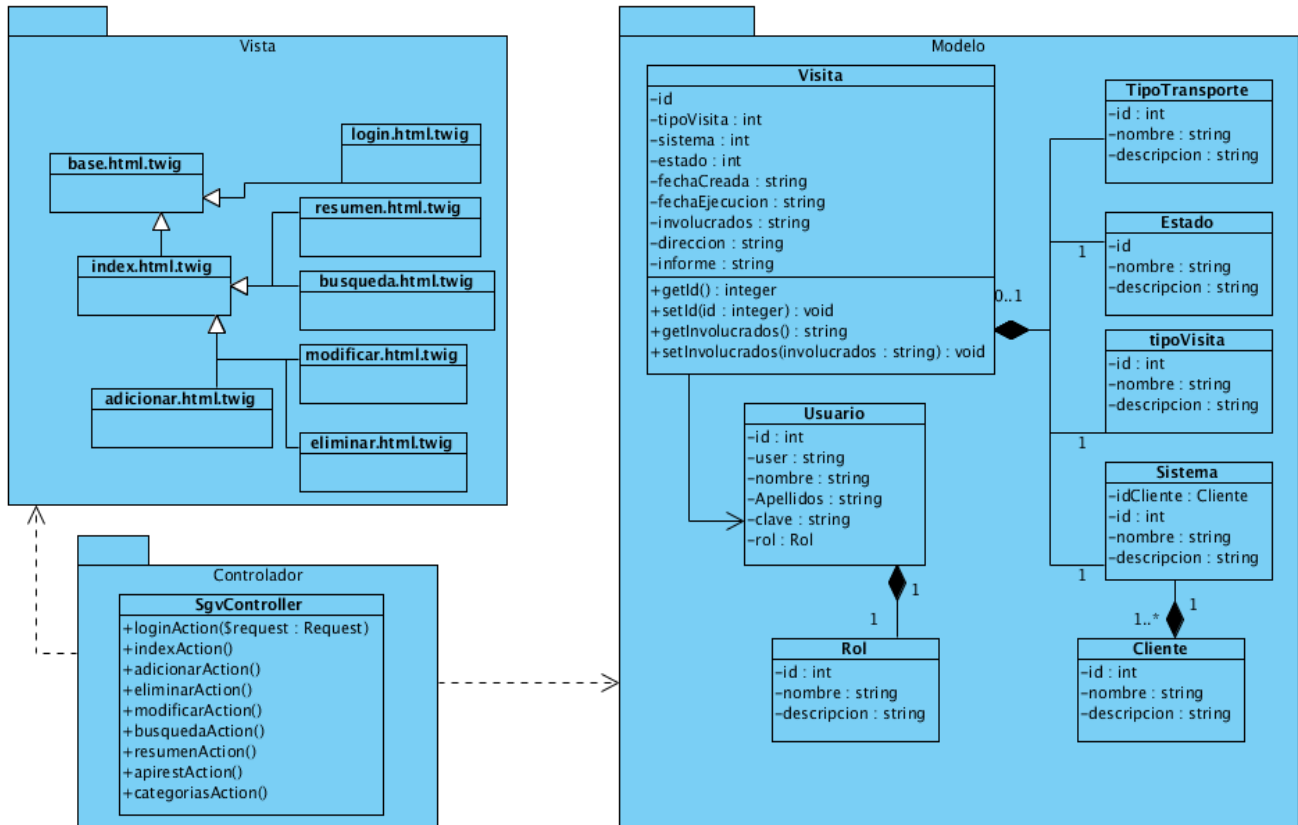 Vista
login.html.twig
base.html.twig
resumen.html.twig
index.html.twig
busqueda.html.twig
modificar.html.twig
adicionar.html.twig
eliminar.html.twig
Controlador
SgvController
+loginAction($request : Request)
+indexAction()
+adicionarAction()
+eliminarAction()
+modificarAction()
+busquedaAction()
+resumenAction()
+apirestAction()
+categoriasAction()
Modelo
Visita
-id
-tipoVisita : int
-sistema : int
-estado : int
-fechaCreada : string
-fechaEjecucion : string
-involucrados : string
-direccion : string
-informe : string
+getId() : integer
+setId(id : integer) : void
+getInvolucrados() : string
+setInvolucrados(involucrados : string) : void
0..1
TipoTransporte
-id : int
-nombre : string
-descripcion : string
Estado
-id
-nombre : string
-descripcion : string
1
tipoVisita
-id : int
-nombre : string
-descripcion : string
1
Sistema
-idCliente : Cliente
-id : int
-nombre : string
-descripcion : string
1
Usuario
-id : int
-user : string
-nombre : string
-Apellidos : string
-clave : string
-rol : Rol
1
1
Rol
-id : int
-nombre : string
-descripcion : string
1
1..*
Cliente
-id : int
-nombre : string
-descripcion : string